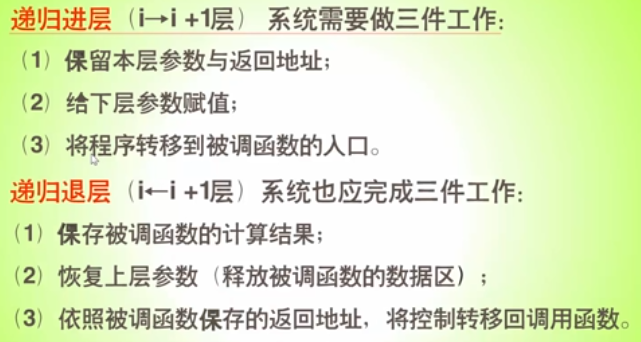 递归进层（i→i +1层）系统需要做三件工作：
（1）保留本层参数与返回地址；
（2）给下层参数赋值；
（3）将程序转移到被调函数的入口。
递归退层（i←i +1层）系统也应完成三件工作：
（1）保存被调函数的计算结果；
（2）恢复上层参数（释放被调函数的数据区）；
（3）依照被调函数保存的返回地址，将控制转移回调用函数。